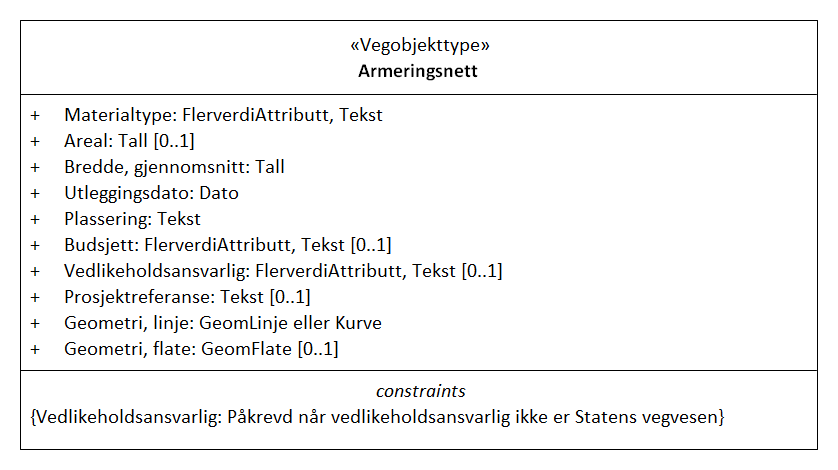 «Vegobjekttype»
Armeringsnett
+ Materialtype: FlerverdiAttributt, Tekst
+ Areal: Tall [0..1]
+ Bredde, gjennomsnitt: Tall
+ Utleggingsdato: Dato
+ Plassering: Tekst
+ Budsjett: FlerverdiAttributt, Tekst [0..1]
+ Vedlikeholdsansvarlig: FlerverdiAttributt, Tekst [0..1]
+ Prosjektreferanse: Tekst [0..1]
+ Geometri, linje: GeomLinje eller Kurve
+ Geometri, flate: GeomFlate [0..1]
constraints
{Vedlikeholdsansvarlig: Påkrevd når vedlikeholdsansvarlig ikke er Statens vegvesen}